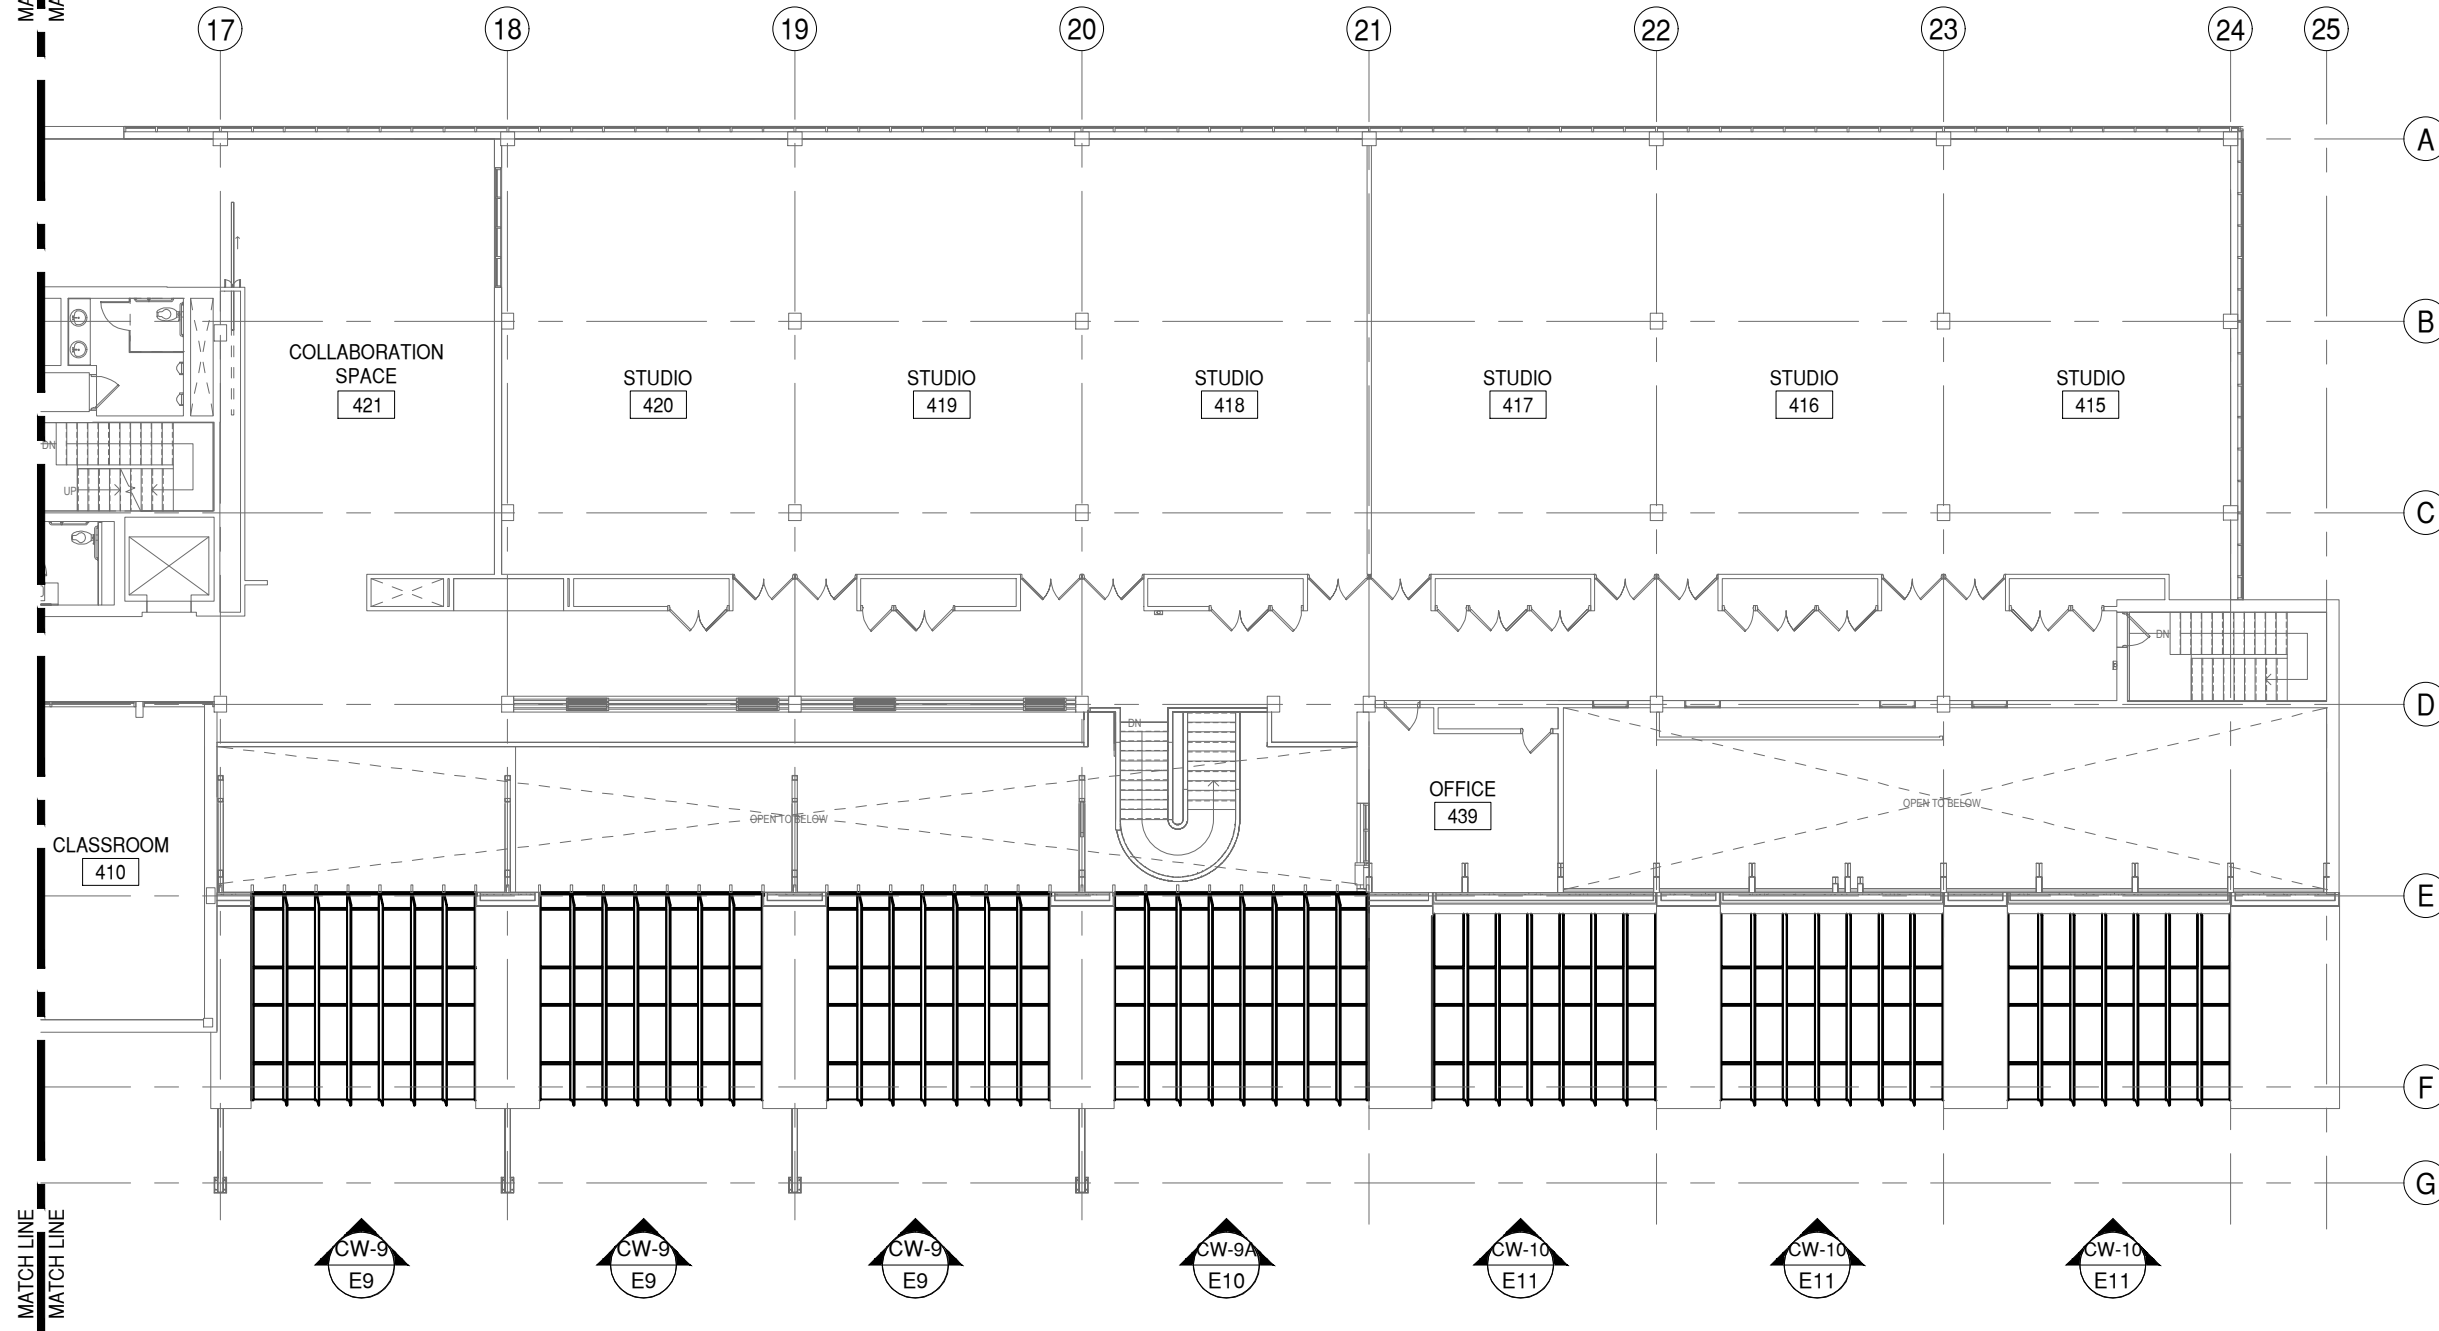 17
18
19
20
21
22
23
24
25
A
B
C
D
E
F
G
COLLABORATION
SPACE
421
STUDIO
420
STUDIO
419
STUDIO
418
STUDIO
417
STUDIO
416
STUDIO
415
DN
UP
DN
DN
OPEN TO BELOW
OFFICE
439
OPEN TO BELOW
CLASSROOM
410
MATCH LINE
MATCH LINE
CW-9
E9
CW-9
E9
CW-9
E9
CW-9A
E10
CW-10
E11
CW-10
E11
CW-10
E11